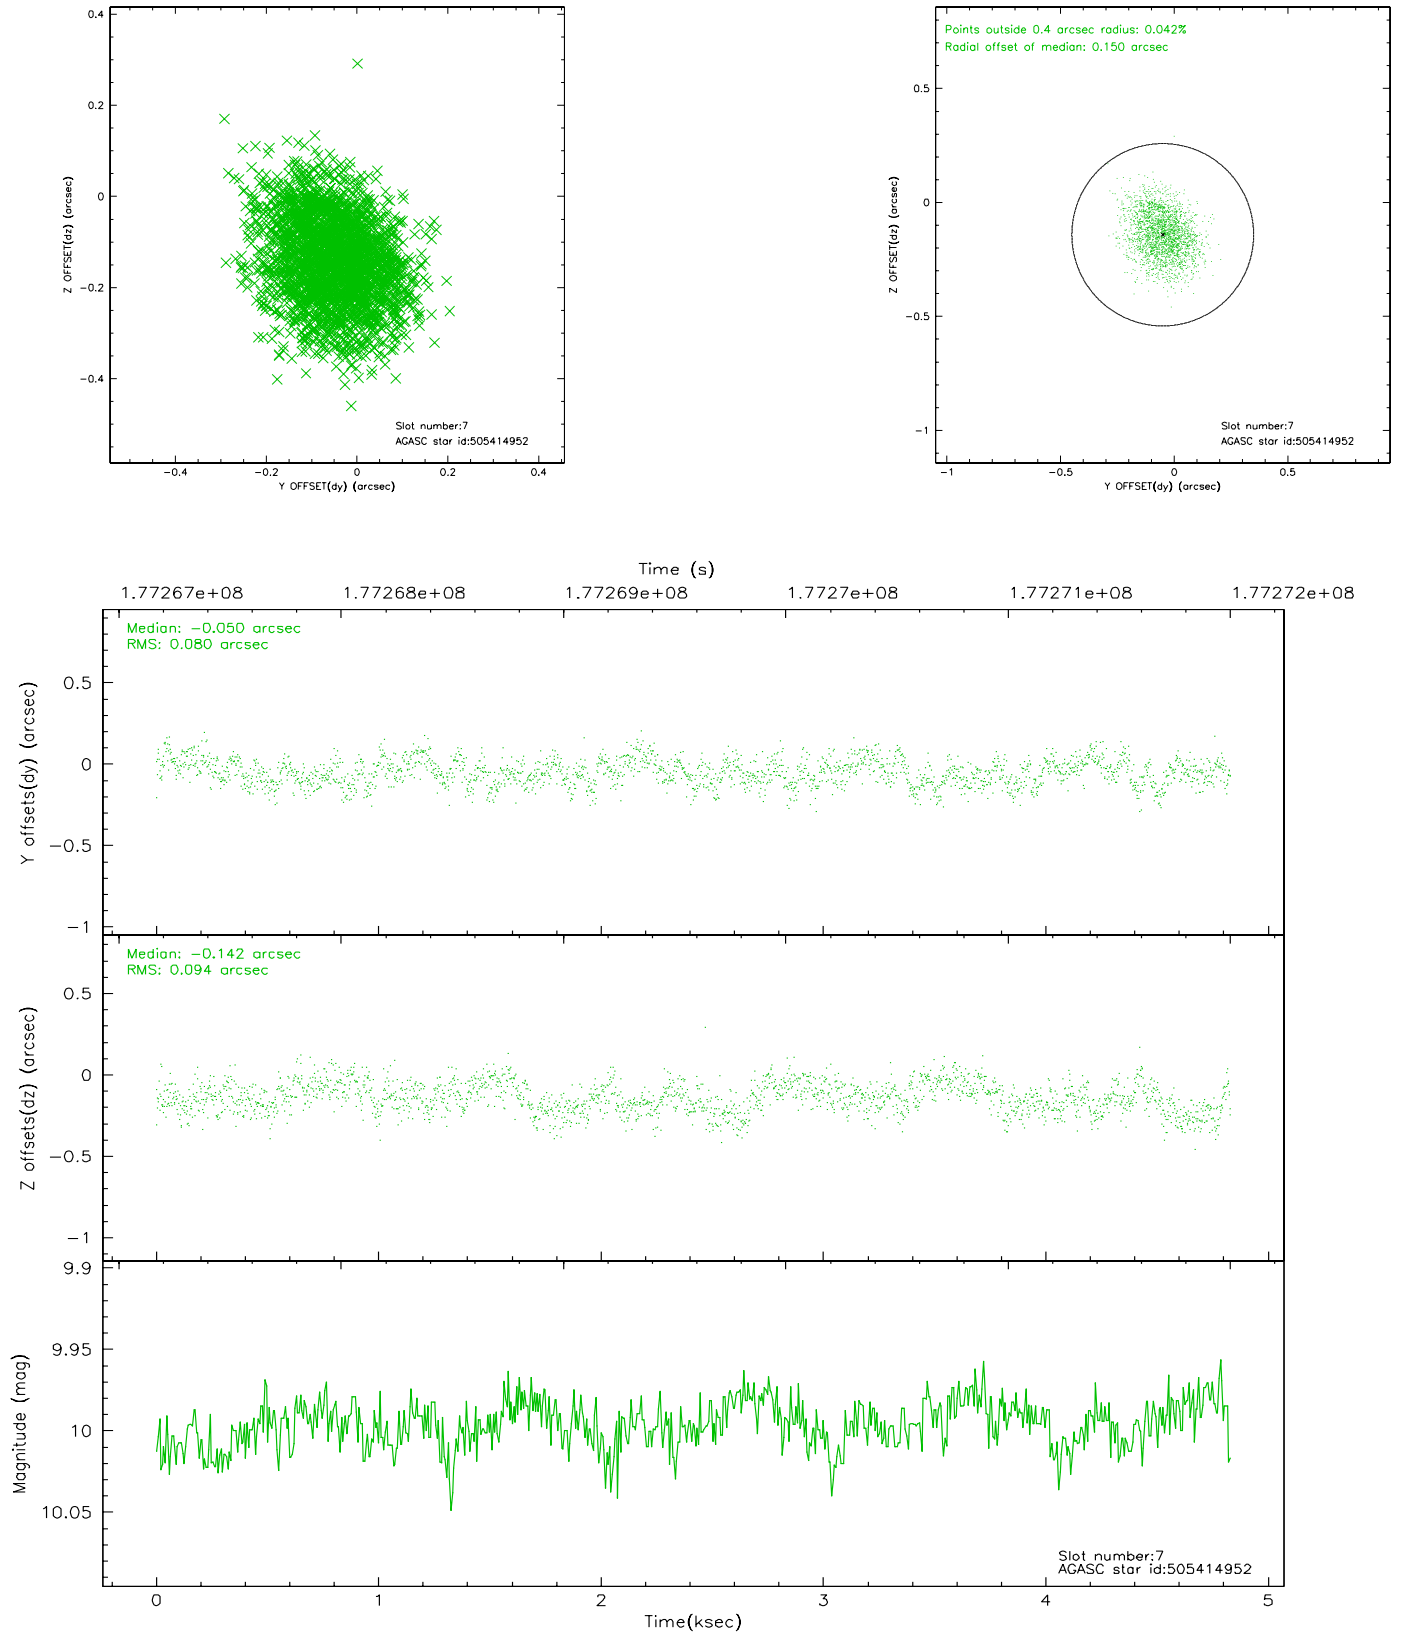 0.4
0.2
0
−0.2
−0.4
Z OFFSET(dz) (arcsec)
Slot number:7
AGASC star id:505414952
−0.4 −0.2 0 0.2 0.4
Y OFFSET(dy) (arcsec)
Points outside 0.4 arcsec radius: 0.042%
Radial offset of median: 0.150 arcsec
0.5
0
−0.5
−1
Z OFFSET(dz) (arcsec)
Slot number:7
AGASC star id:505414952
−1 −0.5 0 0.5
Y OFFSET(dy) (arcsec)
Time (s)
1.77267e+08 1.77268e+08 1.77269e+08 1.7727e+08 1.77271e+08 1.77272e+08
Median: −0.050 arcsec
RMS: 0.080 arcsec
0.5
0
−0.5
−1
Y offsets(dy) (arcsec)
Median: −0.142 arcsec
RMS: 0.094 arcsec
0.5
0
−0.5
−1
Z offsets(dz) (arcsec)
9.9
9.95
10
10.05
Magnitude (mag)
Slot number:7
AGASC star id:505414952
0 1 2 3 4 5
Time(ksec)